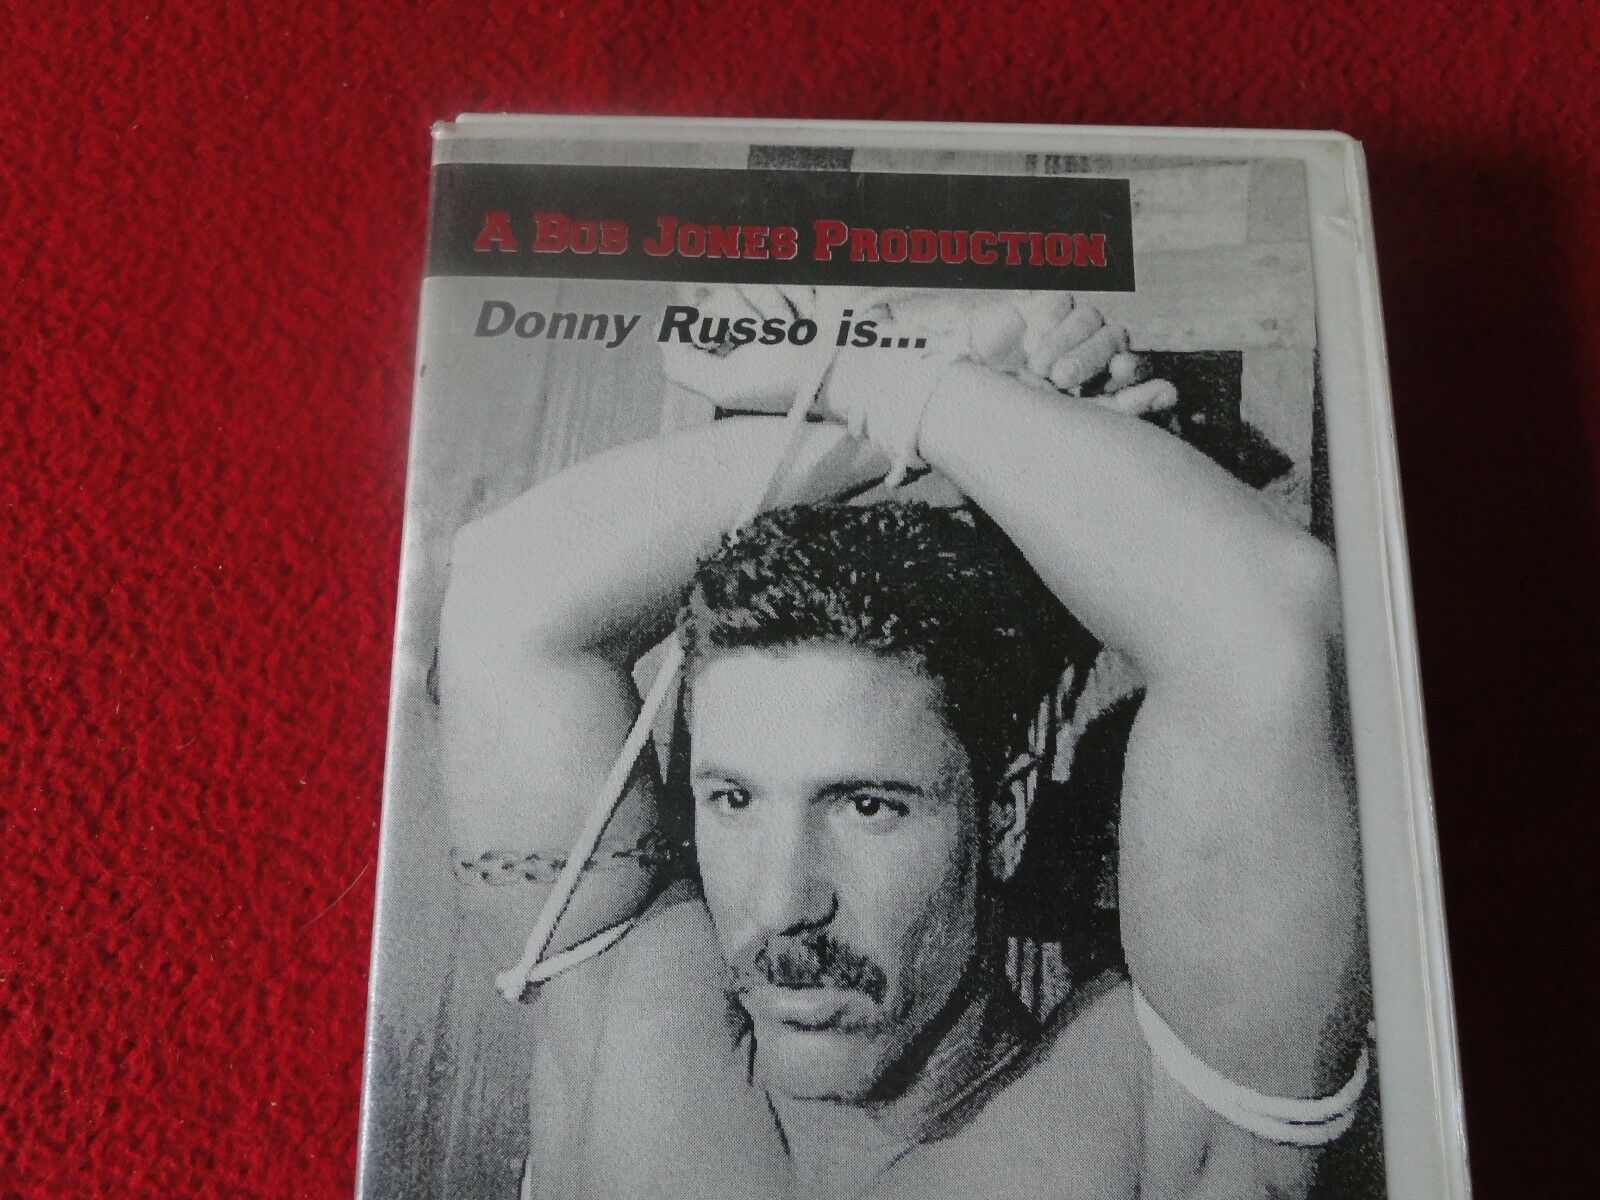 A BOB JONES PRODUCTION
Donny Russo is...